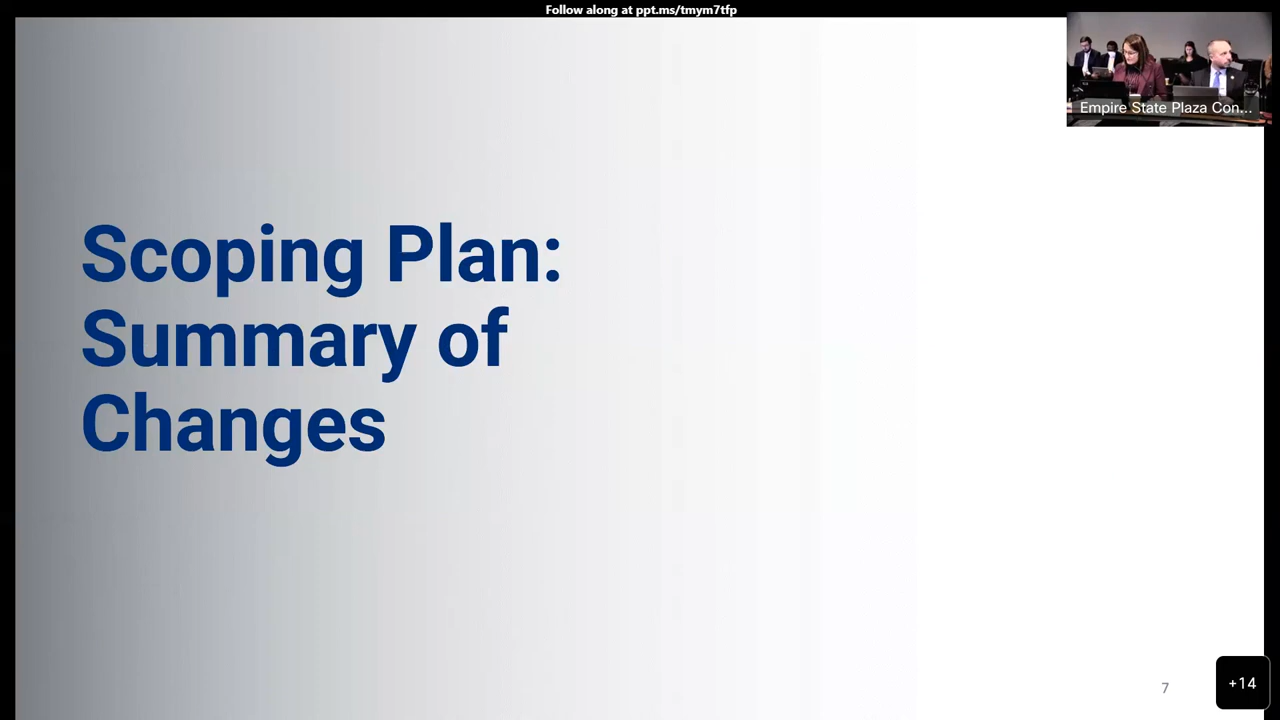 Follow along at ppt.ms/tmym7tfp
Empire State Plaza Con...
Scoping Plan:
Summary of
Changes
7
+14